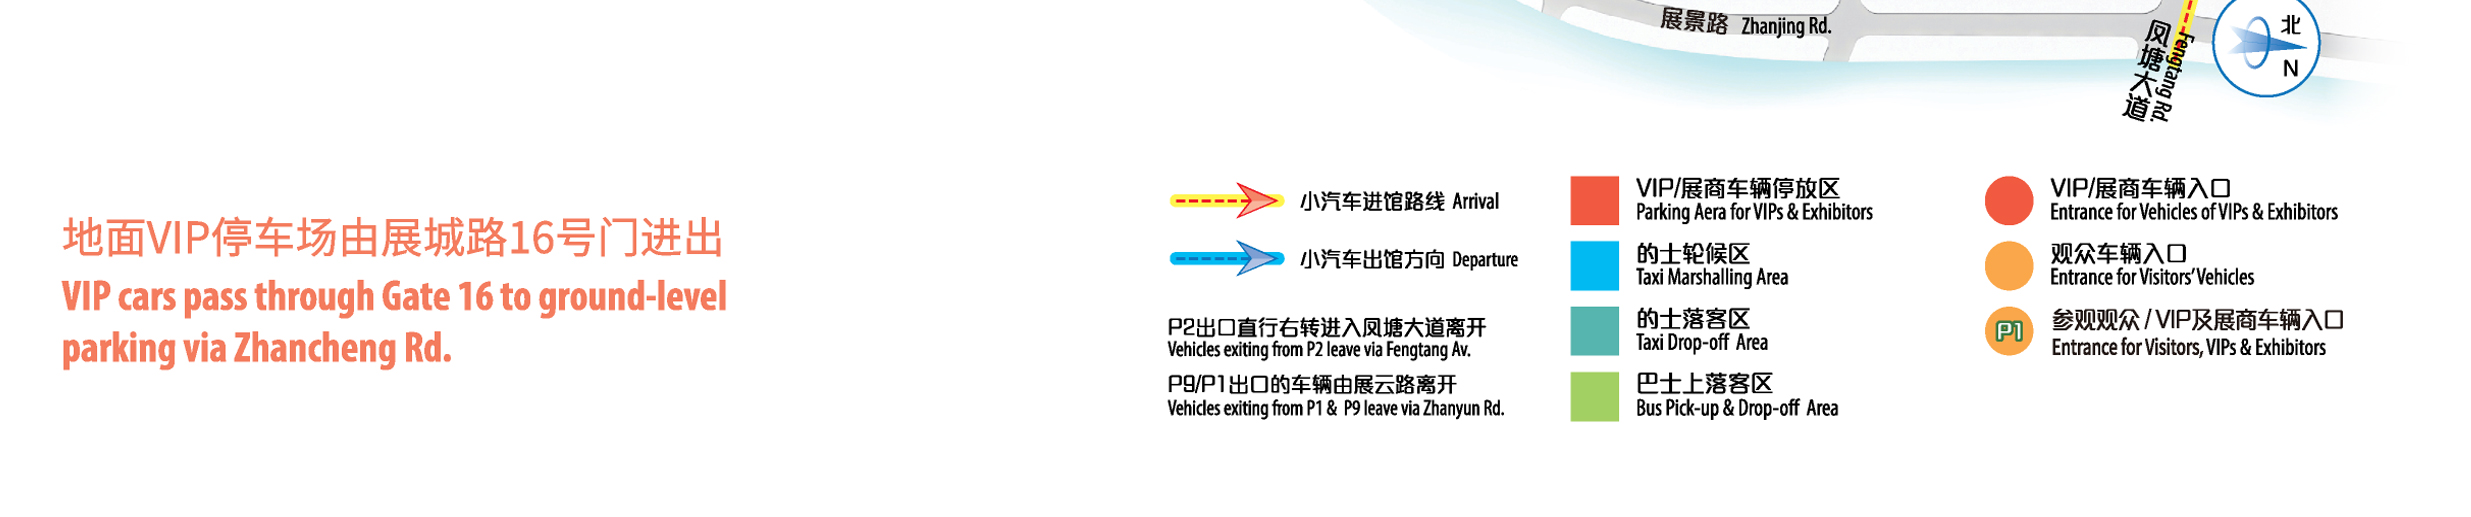 展景路 Zhanjing Rd.
凤塘大道
Fengtang Rd.
北
N
地面VIP停车场由展城路16号门进出
VIP cars pass through Gate 16 to ground-level
parking via Zhancheng Rd.
小汽车进馆路线 Arrival
小汽车出馆方向 Departure
P2出口直行右转进入凤塘大道离开
Vehicles exiting from P2 leave via Fengtang Av.
P9/P1出口的车辆由展云路离开
Vehicles exiting from P1 & P9 leave via Zhanyun Rd.
VIP/展商车辆停放区
Parking Aera for VIPs & Exhibitors
的士轮候区
Taxi Marshalling Area
的士落客区
Taxi Drop-off Area
巴士上落客区
Bus Pick-up & Drop-off Area
VIP/展商车辆入口
Entrance for Vehicles of VIPs & Exhibitors
观众车辆入口
Entrance for Visitors' Vehicles
P1
参观观众 / VIP及展商车辆入口
Entrance for Visitors, VIPs & Exhibitors